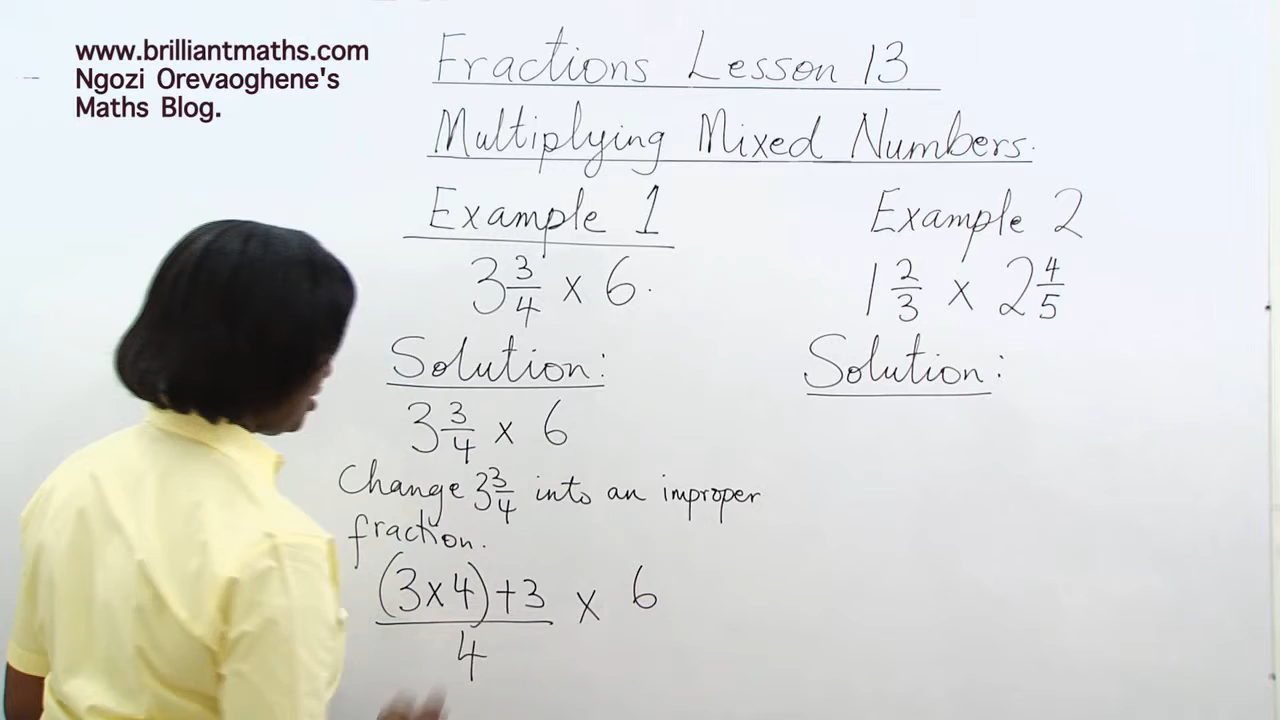 www.brilliantmaths.com
Ngozi Orevaoghene's
Maths Blog.
Fractions Lesson 13
Multiplying Mixed Numbers.
Example 1
3 3/4 x 6.
Solution:
3 3/4 x 6
Change 3 3/4 into an improper
fraction.
(3x4)+3/4 x 6
Example 2
1 2/3 x 2 4/5
Solution: